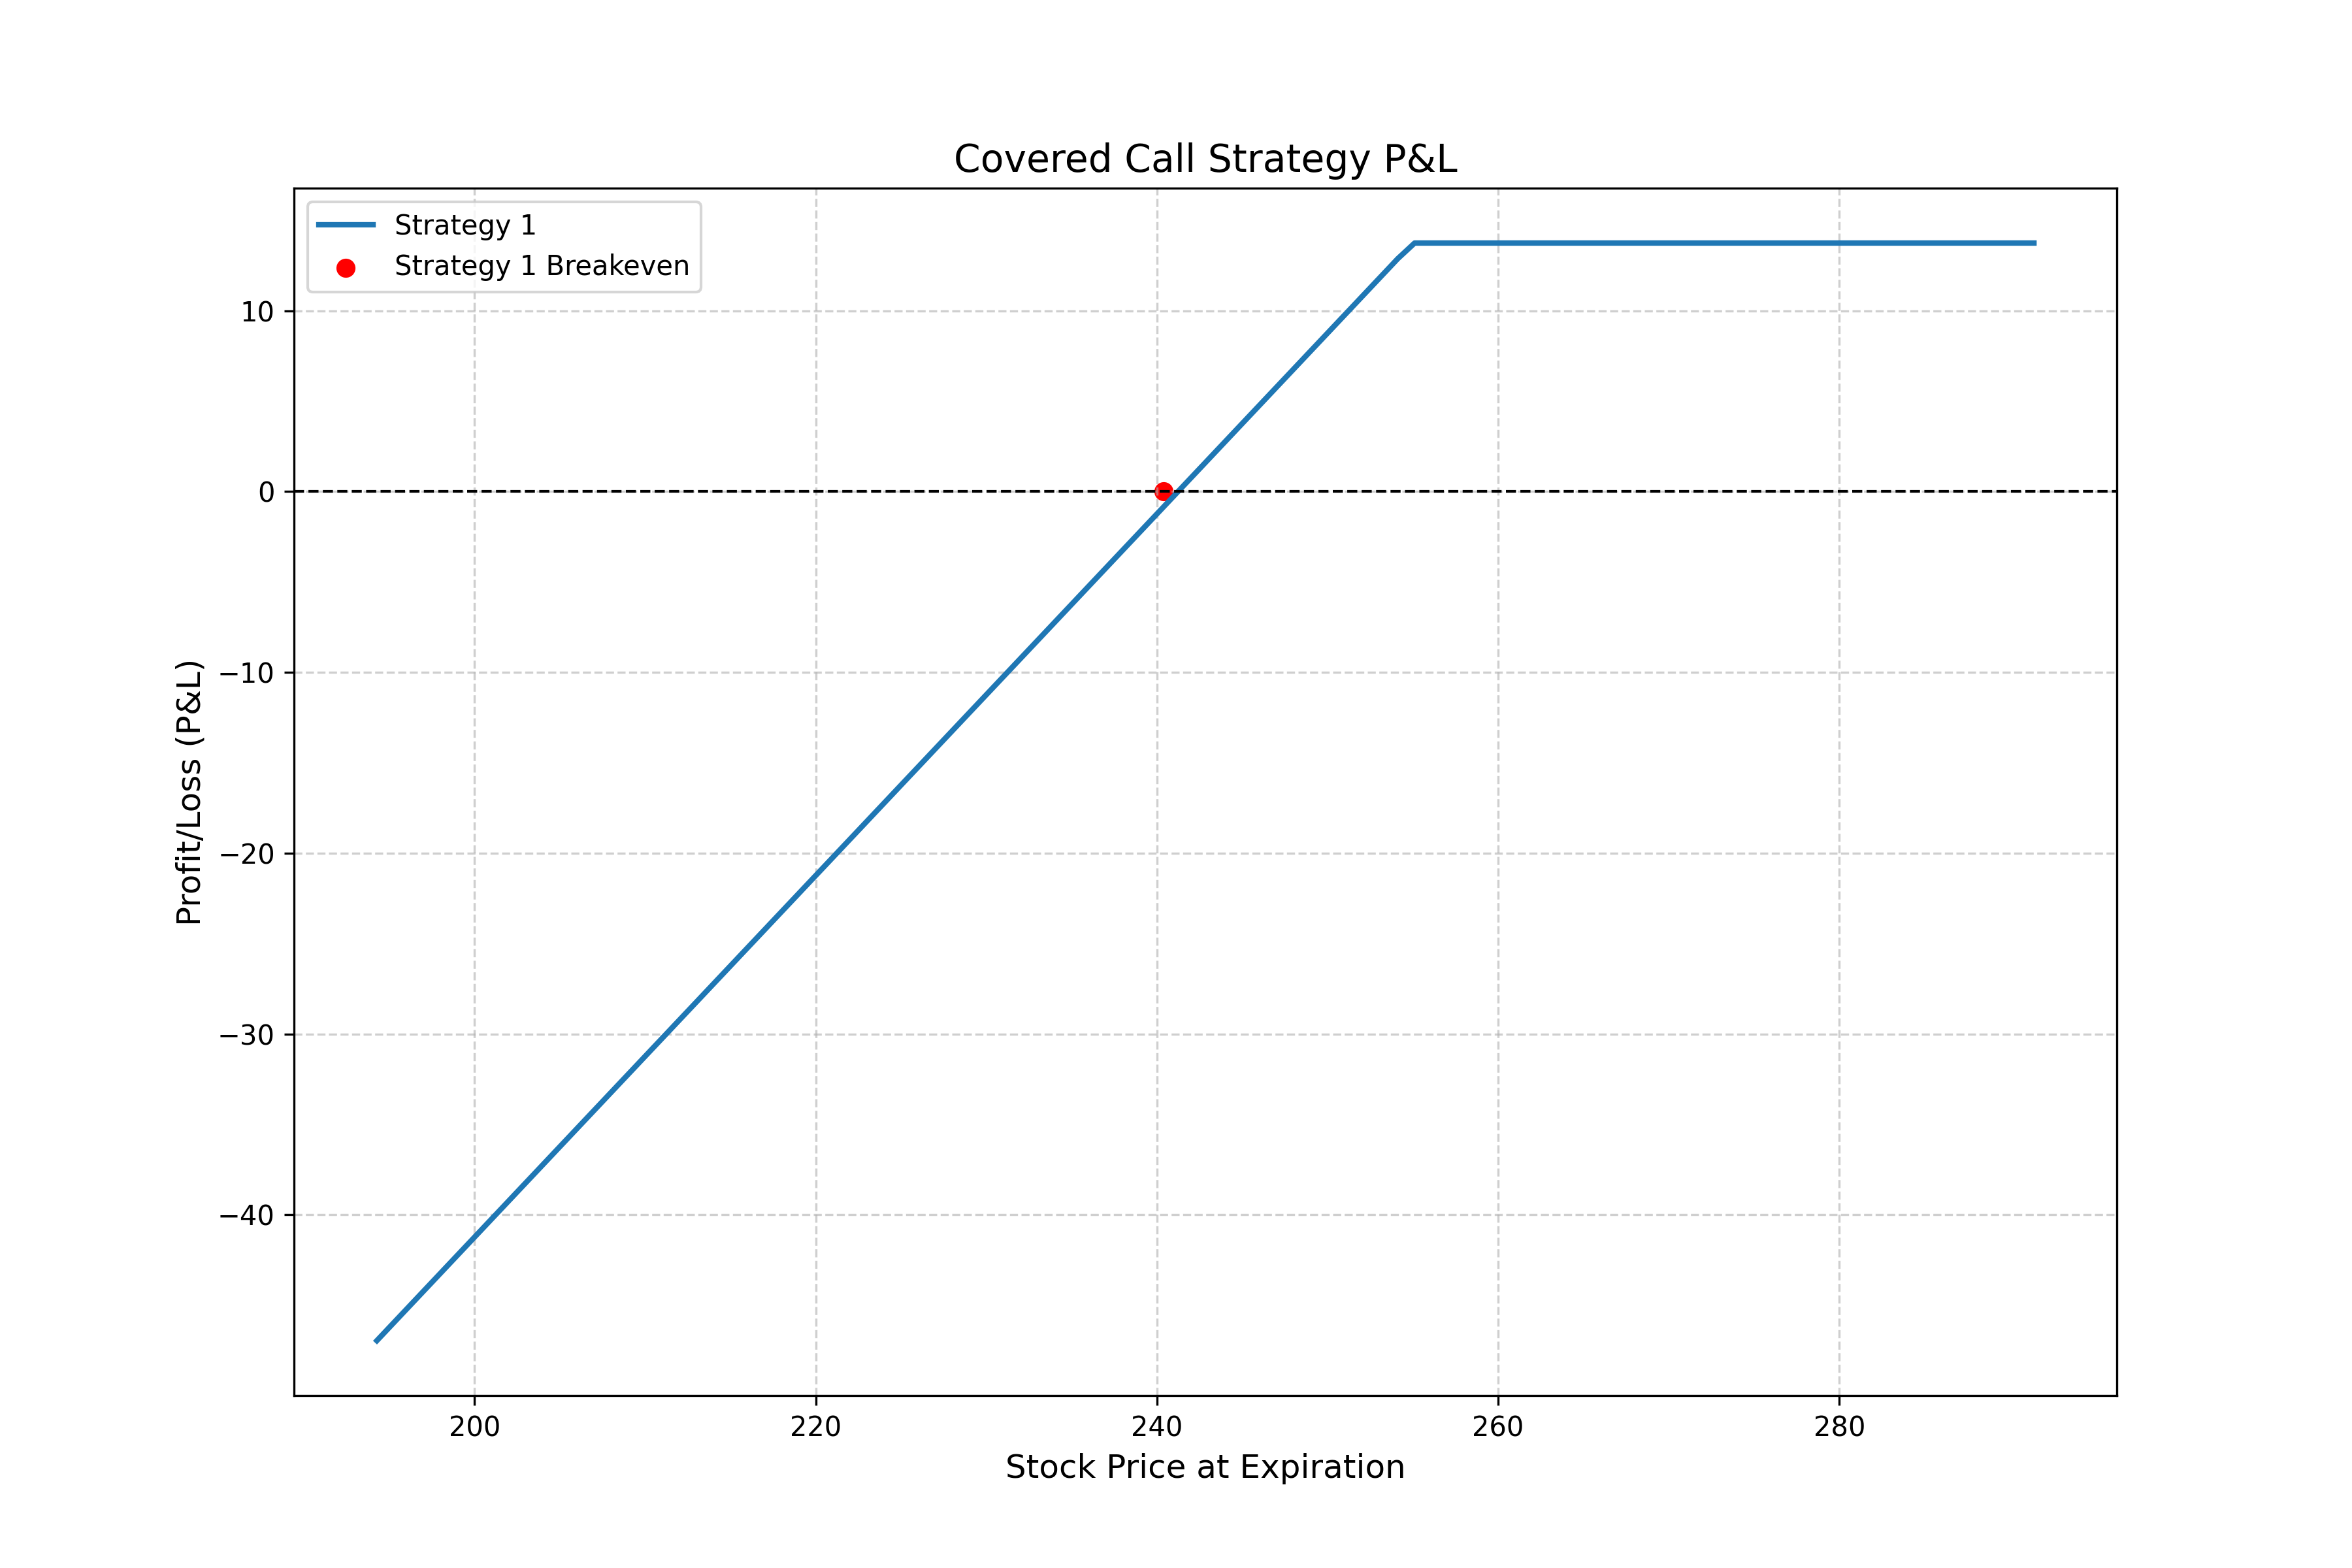 Covered Call Strategy P&L
Strategy 1
Strategy 1 Breakeven
10
0
−10
−20
−30
−40
Profit/Loss (P&L)
200 220 240 260 280
Stock Price at Expiration